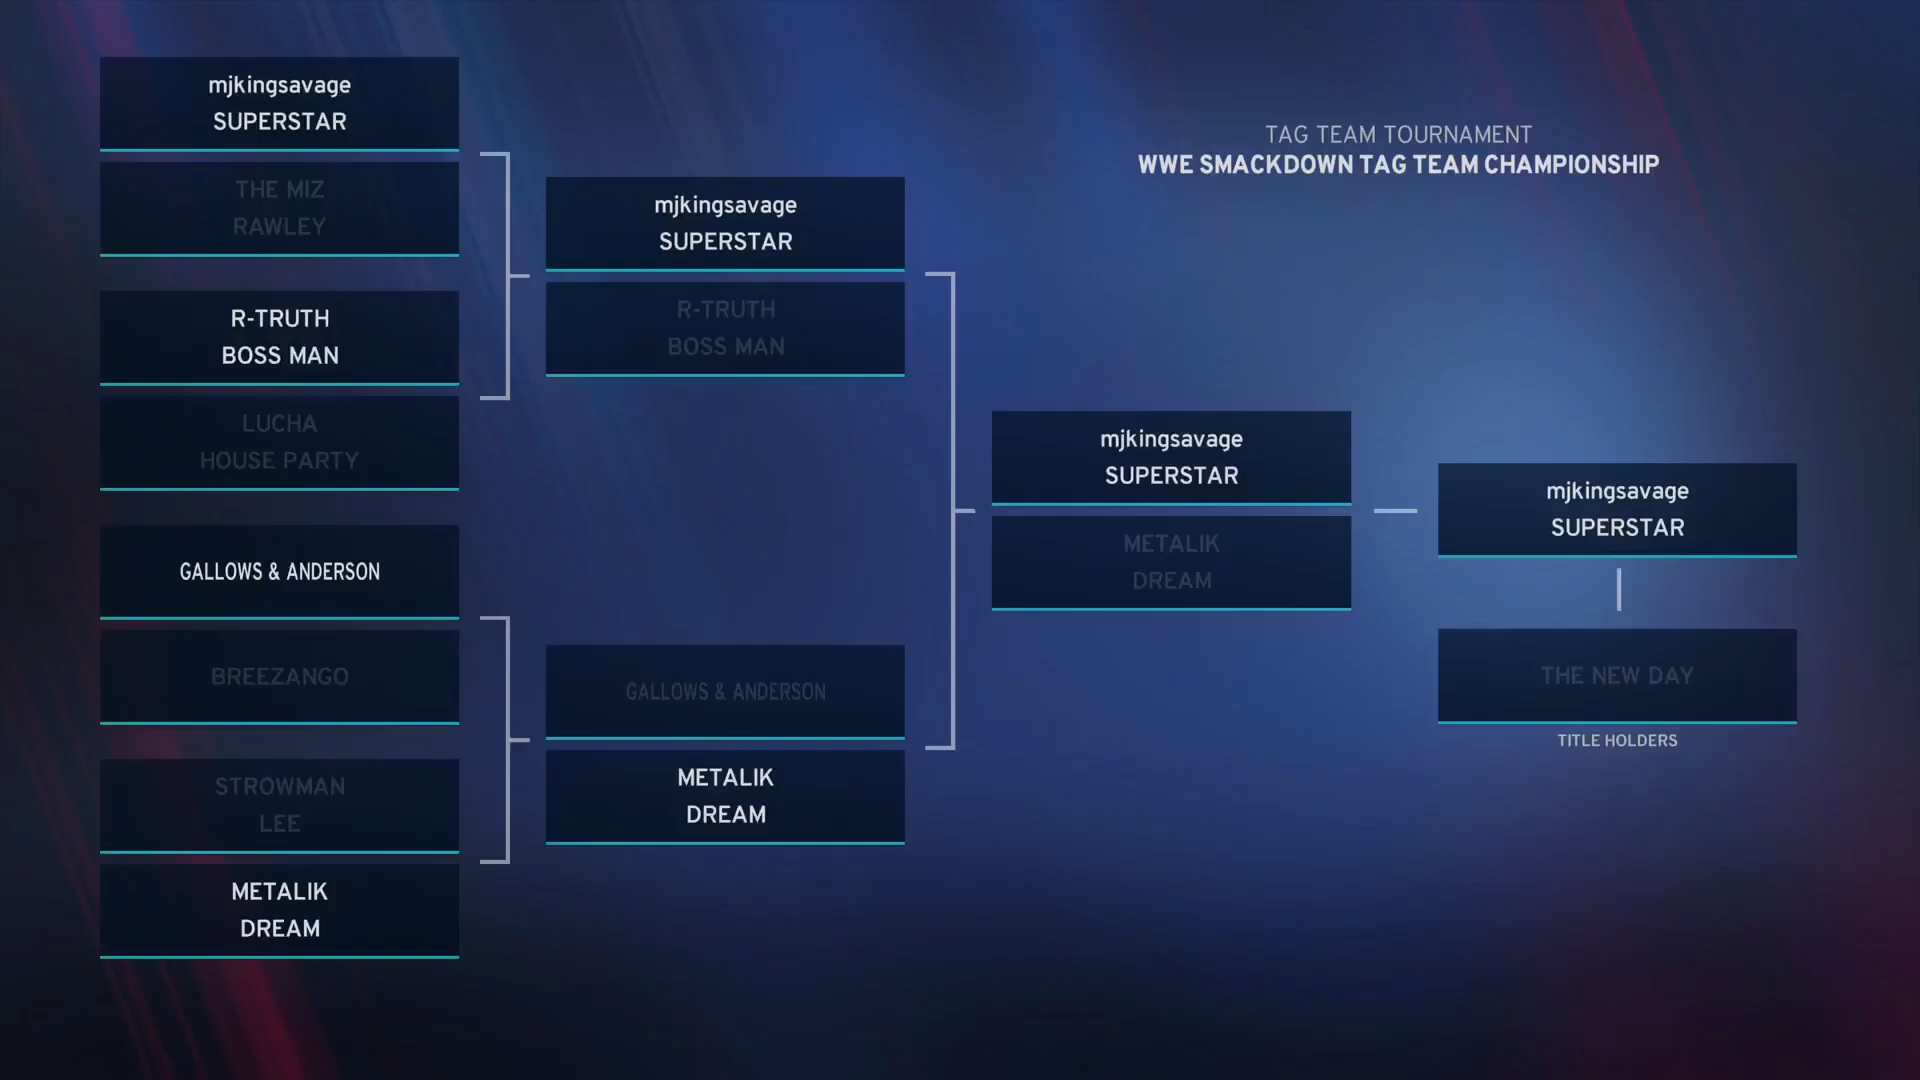 mjkingsavage
SUPERSTAR
THE MIZ
RAWLEY
R-TRUTH
BOSS MAN
LUCHA
HOUSE PARTY
GALLOWS & ANDERSON
BREEZANGO
STROWMAN
LEE
METALIK
DREAM
mjkingsavage
SUPERSTAR
R-TRUTH
BOSS MAN
GALLOWS & ANDERSON
METALIK
DREAM
TAG TEAM TOURNAMENT
WWE SMACKDOWN TAG TEAM CHAMPIONSHIP
mjkingsavage
SUPERSTAR
METALIK
DREAM
mjkingsavage
SUPERSTAR
THE NEW DAY
TITLE HOLDERS